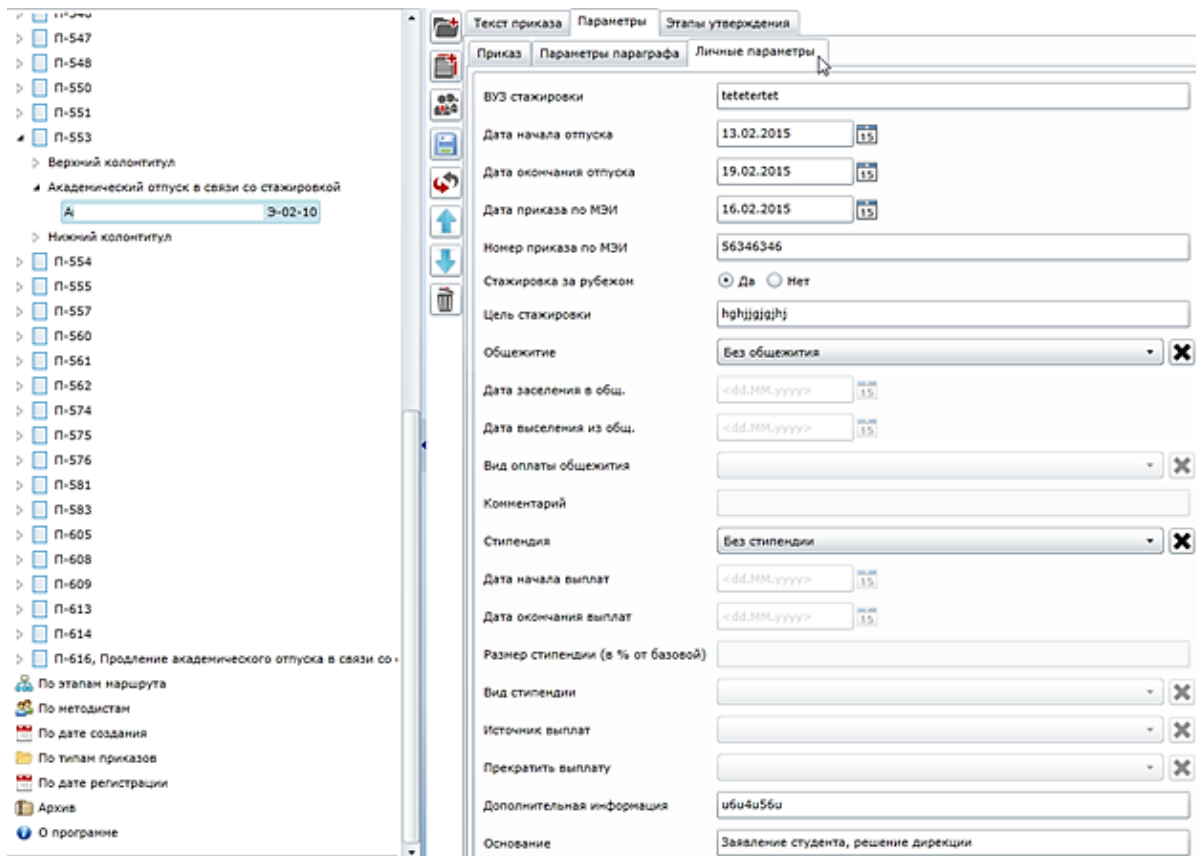 П-546
П-547
П-548
П-550
П-551
П-553
Верхний колонтитул
Академический отпуск в связи со стажировкой
А Э-02-10
Нижний колонтитул
П-554
П-555
П-557
П-560
П-561
П-562
П-574
П-575
П-576
П-581
П-583
П-605
П-608
П-609
П-613
П-614
П-616, Продление академического отпуска в связи со
По этапам маршрута
По методистам
По дате создания
По типам приказов
По дате регистрации
Архив
О программе
Текст приказа Параметры Этапы утверждения
Приказ Параметры параграфа Личные параметры
ВУЗ стажировки tetetertet
Дата начала отпуска 13.02.2015 15
Дата окончания отпуска 19.02.2015 15
Дата приказа по МЭИ 16.02.2015 15
Номер приказа по МЭИ 56346346
Стажировка за рубежом Да Нет
Цель стажировки hghjjgjgjhj
Общежитие Без общежития
Дата заселения в общ. <dd.MM.yyyy> 15
Дата выселения из общ. <dd.MM.yyyy> 15
Вид оплаты общежития
Комментарий
Стипендия Без стипендии
Дата начала выплат <dd.MM.yyyy> 15
Дата окончания выплат <dd.MM.yyyy> 15
Размер стипендии (в % от базовой)
Вид стипендии
Источник выплат
Прекратить выплату
Дополнительная информация u6u4u56u
Основание Заявление студента, решение дирекции